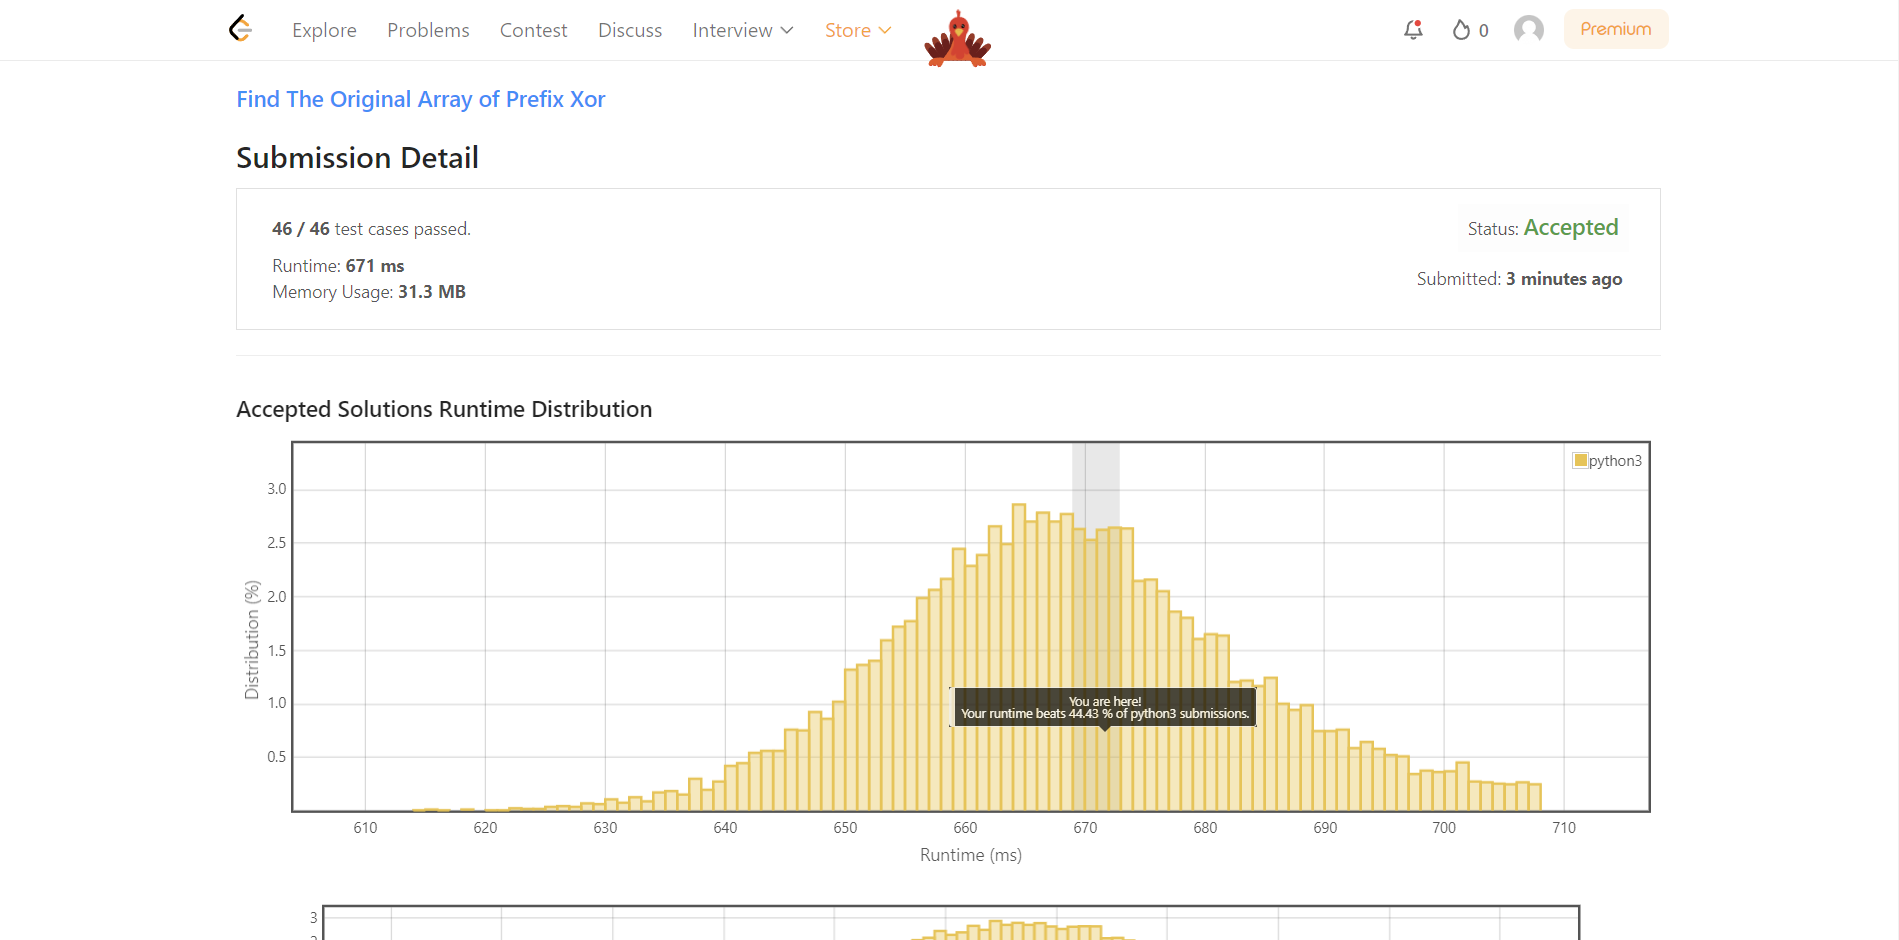 Explore Problems Contest Discuss Interview Store 0 Premium
Find The Original Array of Prefix Xor
Submission Detail
46 / 46 test cases passed.
Status: Accepted
Runtime: 671 ms
Submitted: 3 minutes ago
Memory Usage: 31.3 MB
Accepted Solutions Runtime Distribution
python3
3.0
2.5
2.0
1.5
1.0
0.5
Distribution (%)
You are here!
Your runtime beats 44.43 % of python3 submissions.
610 620 630 640 650 660 670 680 690 700 710
Runtime (ms)
3